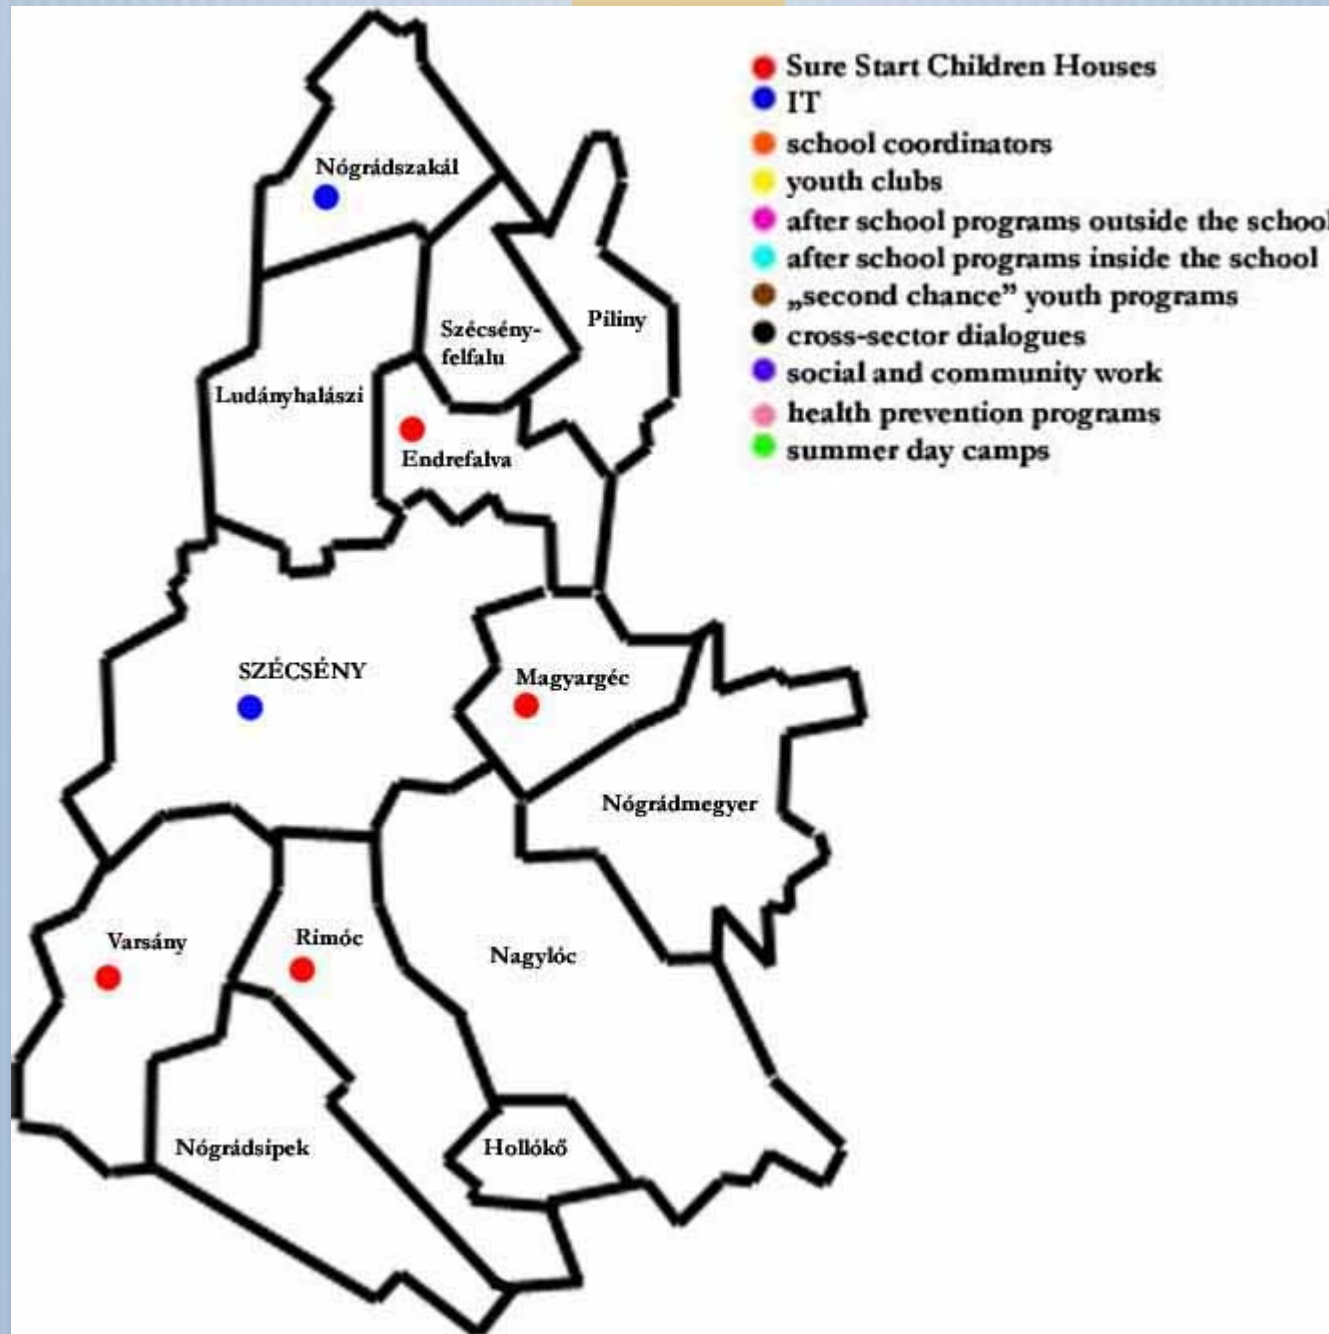 Sure Start Children Houses
IT
school coordinators
youth clubs
after school programs outside the school
after school programs inside the school
„second chance” youth programs
cross-sector dialogues
social and community work
health prevention programs
summer day camps
Nógrádszakál
Szécsény-
felfalu
Piliny
Ludányhalászi
Endrefalva
SZÉCSÉNY
Magyargéc
Nógrádmegyer
Varsány
Rimóc
Nagylóc
Nógrádsipek
Hollókő